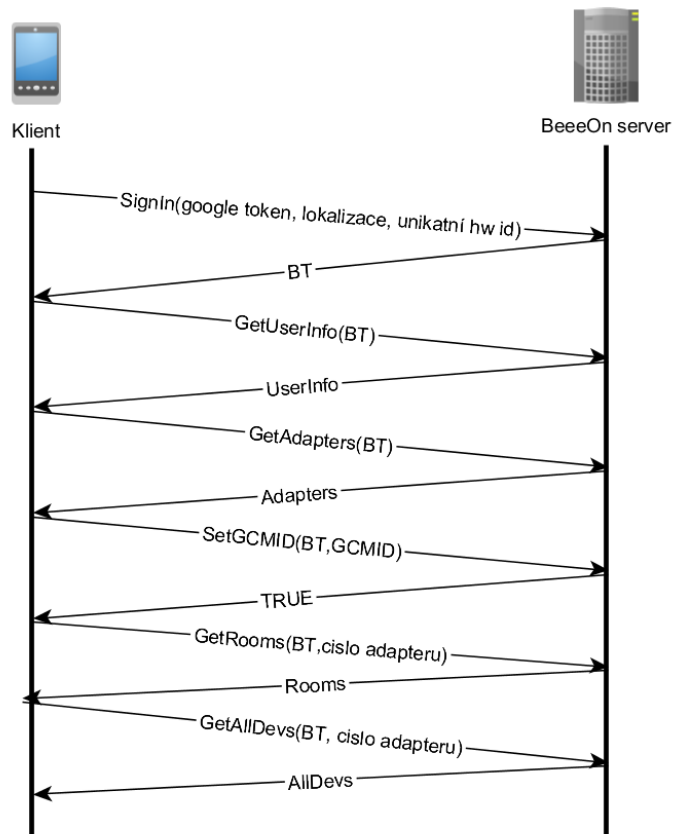 Klient
BeeeOn server
SignIn(google token, lokalizace, unikatní hw id)
BT
GetUserInfo(BT)
UserInfo
GetAdapters(BT)
Adapters
SetGCMID(BT,GCMID)
TRUE
GetRooms(BT,cislo adapteru)
Rooms
GetAllDevs(BT, cislo adapteru)
AllDevs